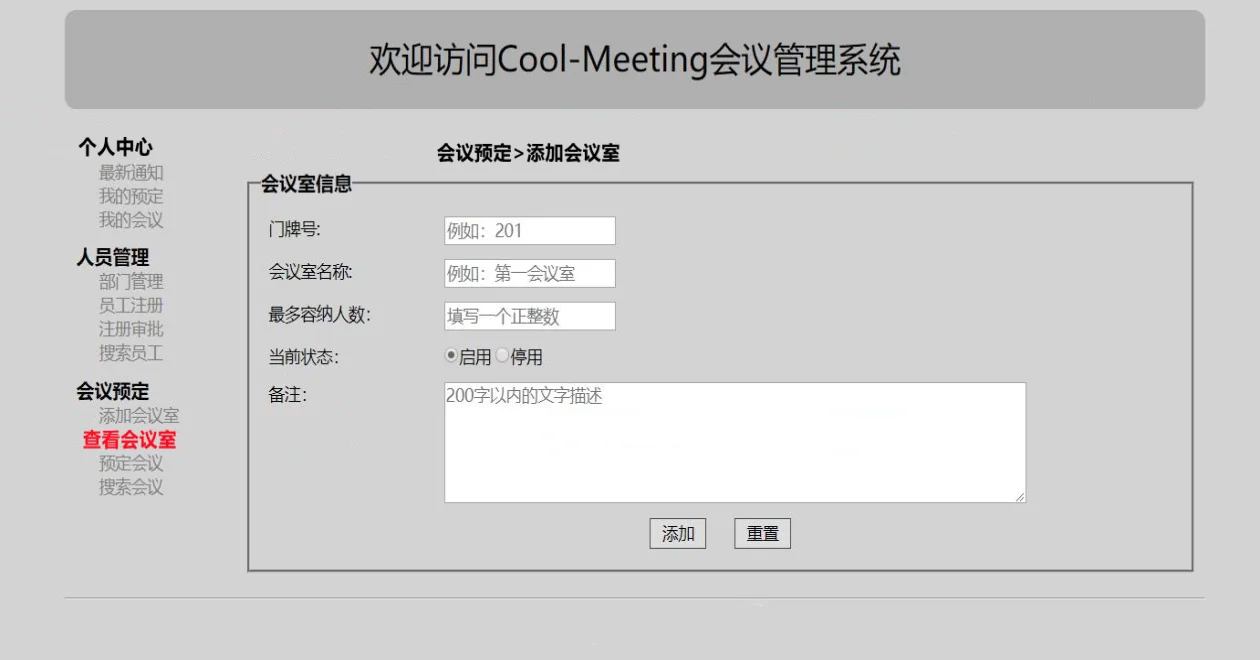 欢迎访问Cool-Meeting会议管理系统
个人中心
最新通知
我的预定
我的会议
人员管理
部门管理
员工注册
注册审批
搜索员工
会议预定
添加会议室
查看会议室
预定会议
搜索会议
会议预定>添加会议室
会议室信息
门牌号: 例如：201
会议室名称: 例如：第一会议室
最多容纳人数: 填写一个正整数
当前状态: 启用 停用
备注: 200字以内的文字描述
添加 重置